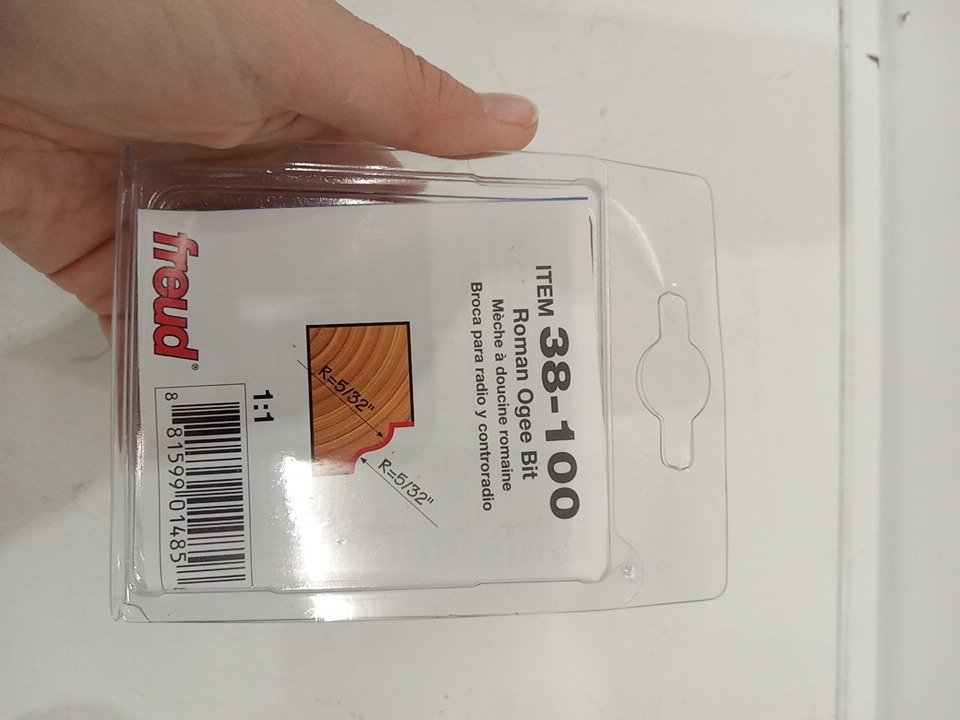 ITEM 38-100
Roman Ogee Bit
Mèche à doucine romaine
Broca para radio y controradio
R=5/32"
R=5/32"
1:1
freud®
8 81599 01485